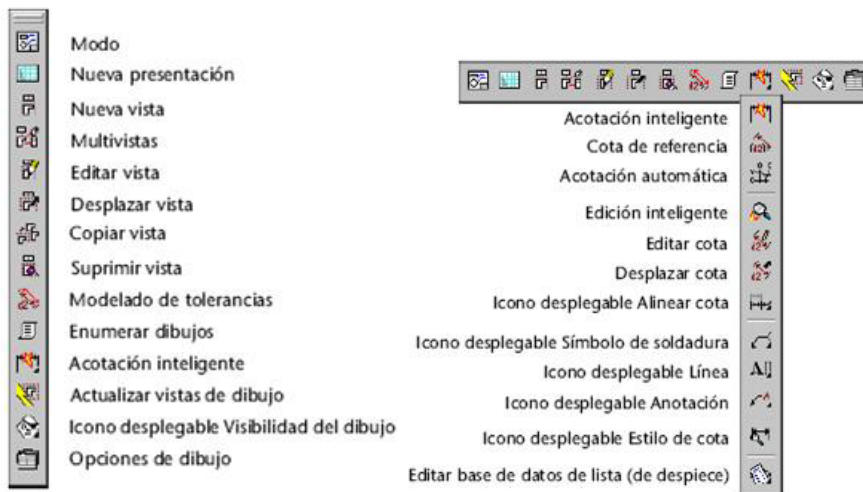 Modo
Nueva presentación
Nueva vista
Multivistas
Editar vista
Desplazar vista
Copiar vista
Suprimir vista
Modelado de tolerancias
Enumerar dibujos
Acotación inteligente
Actualizar vistas de dibujo
Icono desplegable Visibilidad del dibujo
Opciones de dibujo
Acotación inteligente
Cota de referencia
Acotación automática
Edición inteligente
Editar cota
Desplazar cota
Icono desplegable Alinear cota
Icono desplegable Símbolo de soldadura
Icono desplegable Línea
Icono desplegable Anotación
Icono desplegable Estilo de cota
Editar base de datos de lista (de despiece)